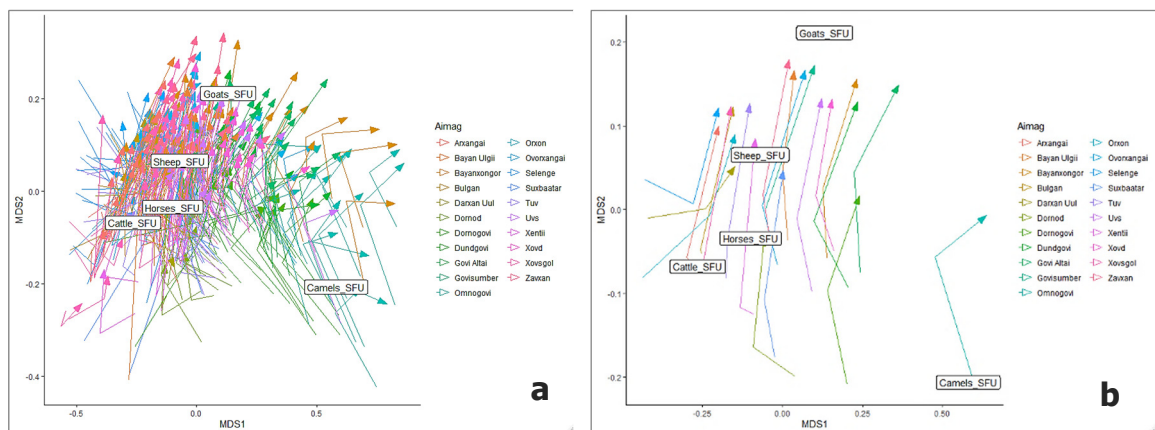 0.2
0.0
-0.2
-0.4
MDS2
-0.5
0.0
0.5
MDS1
Goats_SFU
Sheep_SFU
Horses_SFU
Cattle_SFU
Camels_SFU
a
Aimag
Arxangai
Bayan Ulgii
Bayanxongor
Bulgan
Darxan Uul
Dornod
Dornogovi
Dundgovi
Govi Altai
Govisumber
Omnogovi
Orxon
Ovorxangai
Selenge
Suxbaatar
Tuv
Uvs
Xentii
Xovd
Xovsgol
Zavxan
0.2
0.1
0.0
-0.1
-0.2
MDS2
-0.25
0.00
0.25
0.50
MDS1
Goats_SFU
Sheep_SFU
Horses_SFU
Cattle_SFU
Camels_SFU
b
Aimag
Arxangai
Bayan Ulgii
Bayanxongor
Bulgan
Darxan Uul
Dornod
Dornogovi
Dundgovi
Govi Altai
Govisumber
Omnogovi
Orxon
Ovorxangai
Selenge
Suxbaatar
Tuv
Uvs
Xentii
Xovd
Xovsgol
Zavxan